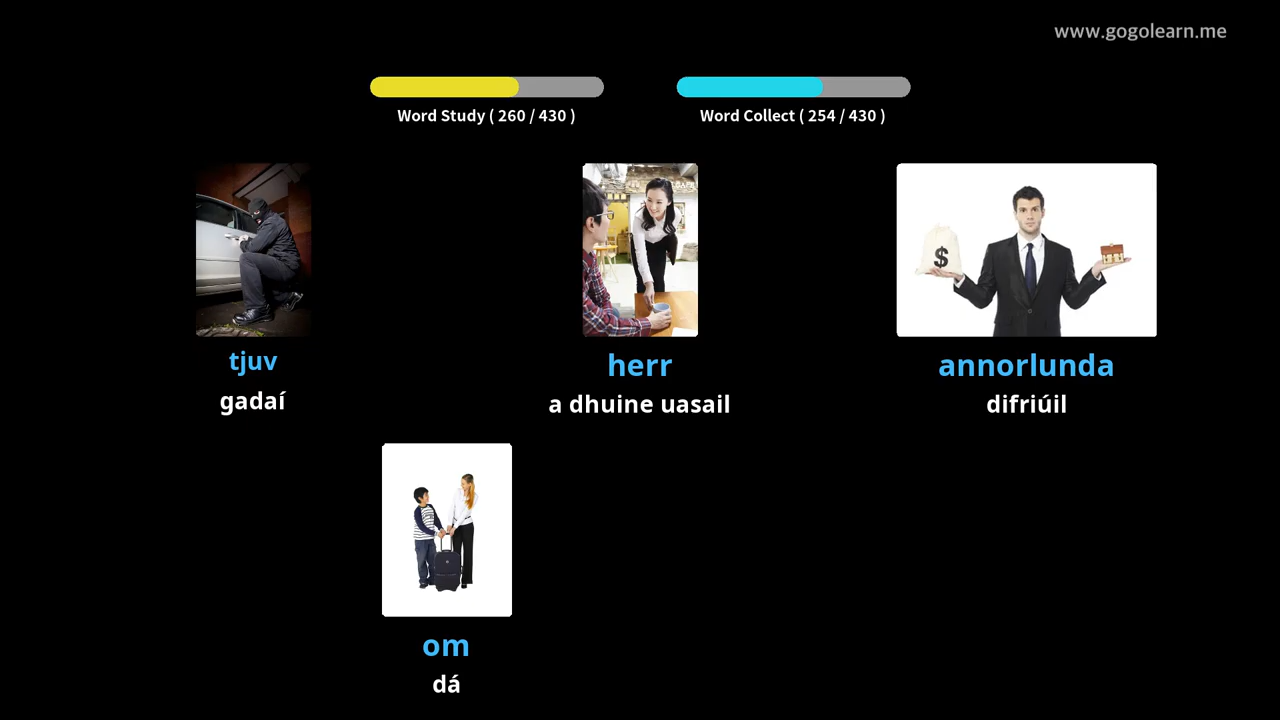 www.gogolearn.me
Word Study ( 260 / 430 )
Word Collect ( 254 / 430 )
$
tjuv
gadaí
herr
a dhuine uasail
annorlunda
difriúil
om
dá